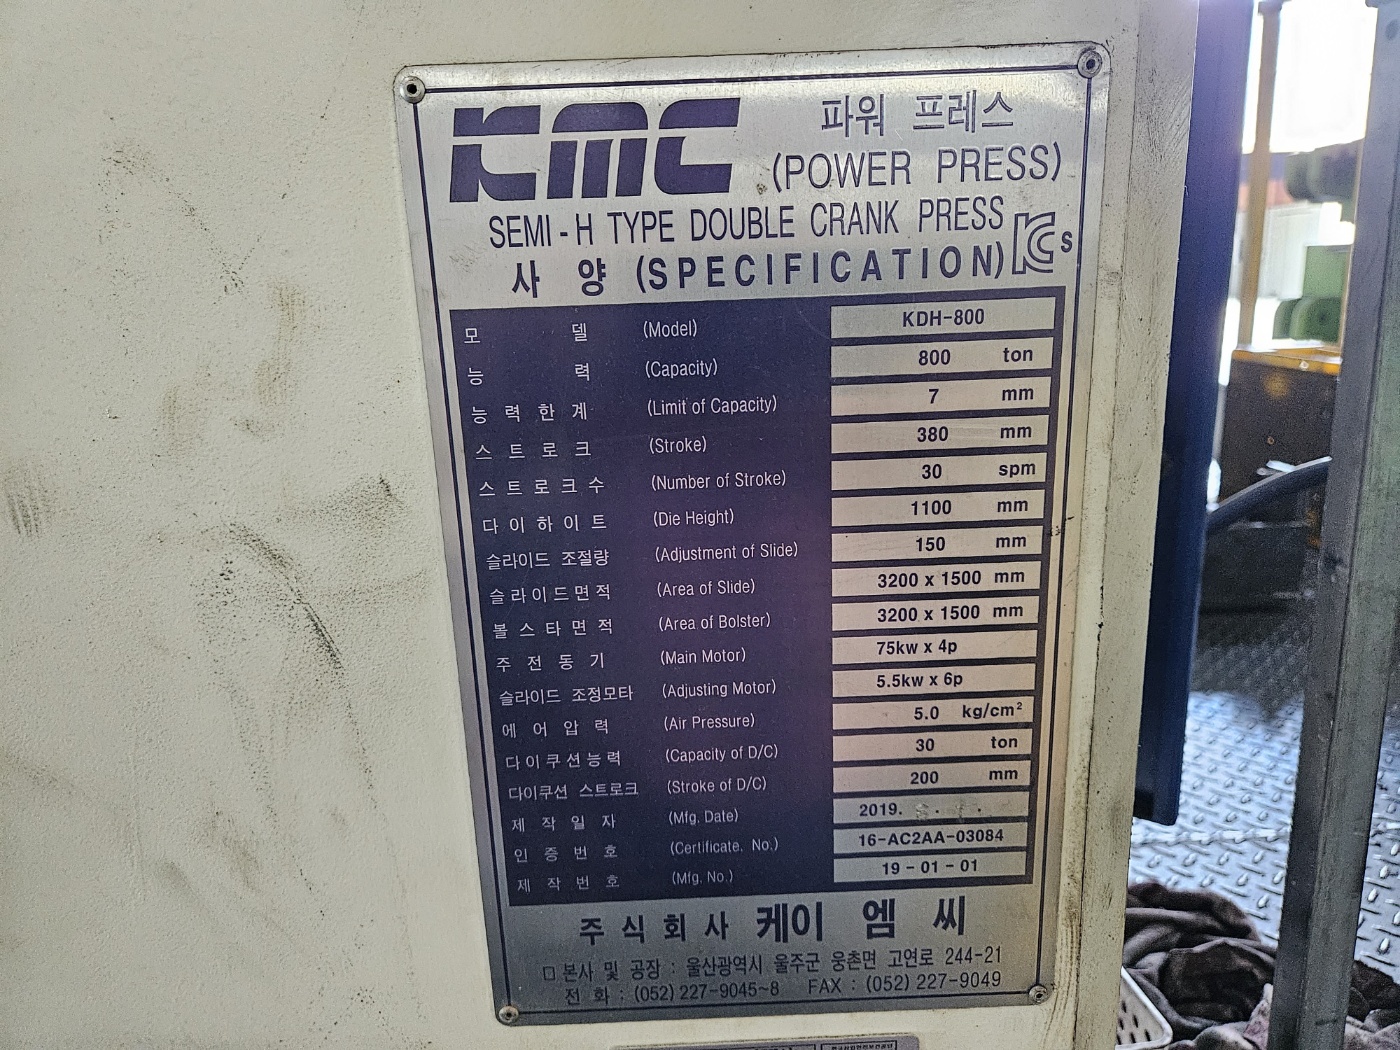 KMC 파워 프레스
(POWER PRESS)
SEMI-H TYPE DOUBLE CRANK PRESS
사 양 (SPECIFICATION) KCs
모 델 (Model) KDH-800
능 력 (Capacity) 800 ton
능 력 한 계 (Limit of Capacity) 7 mm
스 트 로 크 (Stroke) 380 mm
스 트 로 크 수 (Number of Stroke) 30 spm
다 이 하 이 트 (Die Height) 1100 mm
슬라이드 조절량 (Adjustment of Slide) 150 mm
슬 라 이 드 면 적 (Area of Slide) 3200 x 1500 mm
볼 스 타 면 적 (Area of Bolster) 3200 x 1500 mm
주 전 동 기 (Main Motor) 75kw x 4p
슬라이드 조정모타 (Adjusting Motor) 5.5kw x 6p
에 어 압 력 (Air Pressure) 5.0 kg/cm²
다 이 쿠 션 능 력 (Capacity of D/C) 30 ton
다이쿠션 스트로크 (Stroke of D/C) 200 mm
제 작 일 자 (Mfg. Date) 2019. . .
인 증 번 호 (Certificate. No.) 16-AC2AA-03084
제 작 번 호 (Mfg. No.) 19 - 01 - 01
주 식 회 사 케이 엠 씨
□ 본사 및 공장 : 울산광역시 울주군 웅촌면 고연로 244-21
전 화 : (052) 227-9045~8 FAX : (052) 227-9049